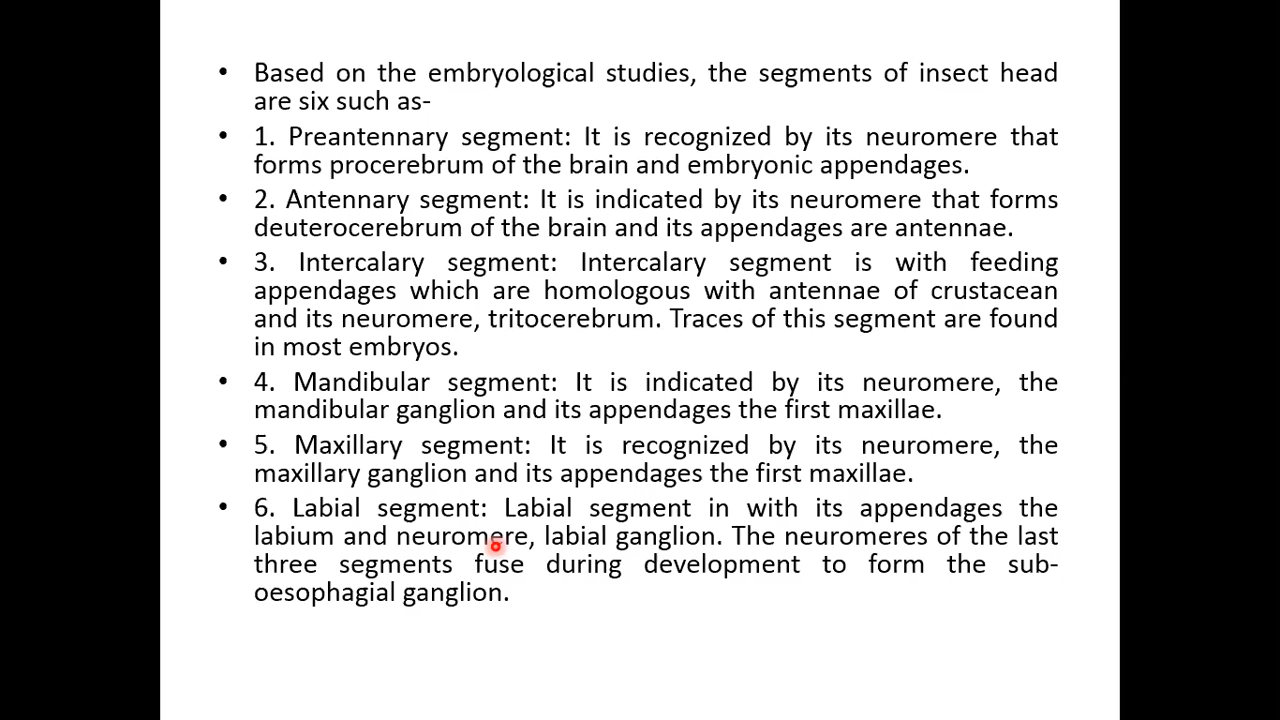 • Based on the embryological studies, the segments of insect head
are six such as-
• 1. Preantennary segment: It is recognized by its neuromere that
forms procerebrum of the brain and embryonic appendages.
• 2. Antennary segment: It is indicated by its neuromere that forms
deuterocerebrum of the brain and its appendages are antennae.
• 3. Intercalary segment: Intercalary segment is with feeding
appendages which are homologous with antennae of crustacean
and its neuromere, tritocerebrum. Traces of this segment are found
in most embryos.
• 4. Mandibular segment: It is indicated by its neuromere, the
mandibular ganglion and its appendages the first maxillae.
• 5. Maxillary segment: It is recognized by its neuromere, the
maxillary ganglion and its appendages the first maxillae.
• 6. Labial segment: Labial segment in with its appendages the
labium and neuromere, labial ganglion. The neuromeres of the last
three segments fuse during development to form the sub-
oesophagial ganglion.